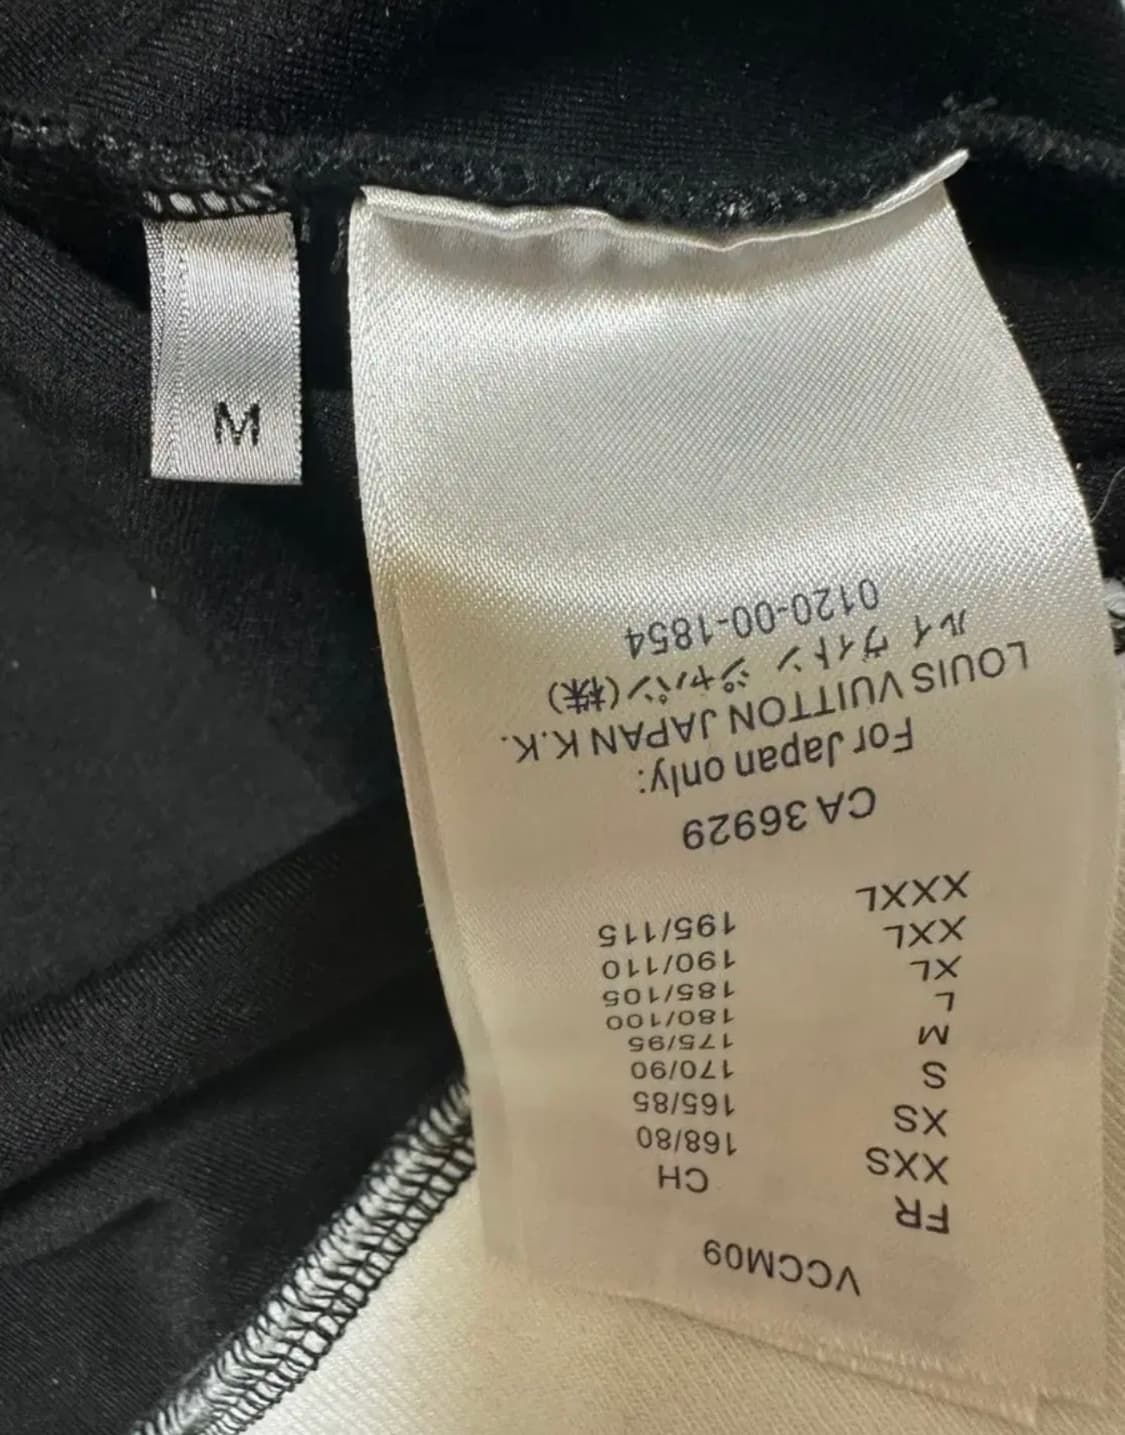 M
VCCM09
FR CH
XXS 168/80
XS 165/85
S 170/90
M 175/95
L 180/100
XL 185/105
XXL 190/110
XXXL 195/115
CA 36929
For Japan only:
LOUIS VUITTON JAPAN K.K.
ルイ ヴィトン ジャパン(株)
0120-00-1854